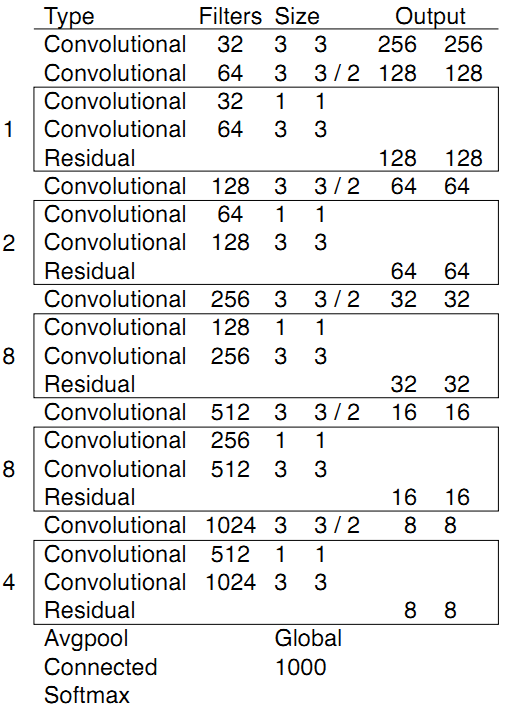 Type Filters Size Output
Convolutional 32 3 3 256 256
Convolutional 64 3 3 / 2 128 128
Convolutional 32 1 1
1 Convolutional 64 3 3
Residual 128 128
Convolutional 128 3 3 / 2 64 64
Convolutional 64 1 1
2 Convolutional 128 3 3
Residual 64 64
Convolutional 256 3 3 / 2 32 32
Convolutional 128 1 1
8 Convolutional 256 3 3
Residual 32 32
Convolutional 512 3 3 / 2 16 16
Convolutional 256 1 1
8 Convolutional 512 3 3
Residual 16 16
Convolutional 1024 3 3 / 2 8 8
Convolutional 512 1 1
4 Convolutional 1024 3 3
Residual 8 8
Avgpool Global
Connected 1000
Softmax